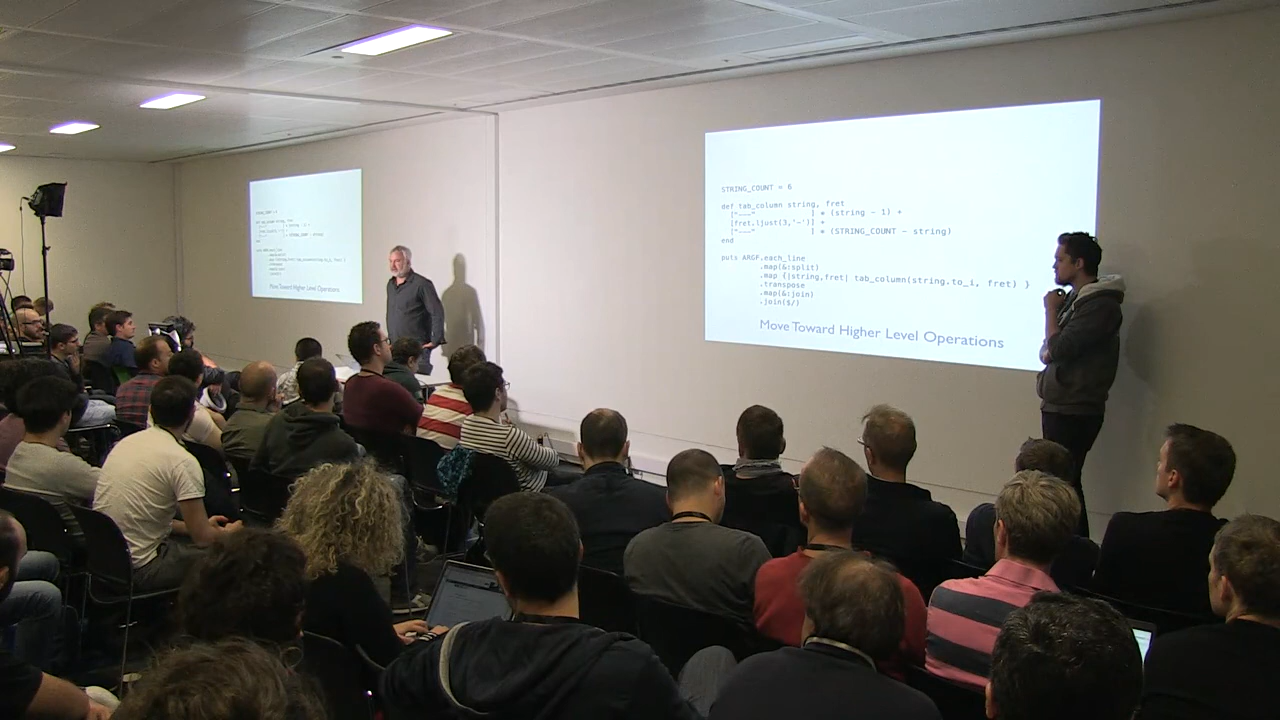 STRING_COUNT = 6
def tab_column string, fret
["---"] * (string - 1) +
[fret.ljust(3,'-')] +
["---"] * (STRING_COUNT - string)
end
puts ARGF.each_line
.map(&:split)
.map {|string,fret| tab_column(string.to_i, fret) }
.transpose
.map(&:join)
.join($/)
Move Toward Higher Level Operations
Move Toward Higher Level Operations